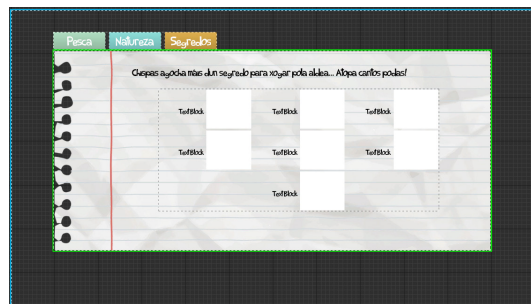 Pesca Natureza Segredos
Chispas agocha mais dun segredo para xogar pola aldea... Atopa cantos podas!
TextBlock TextBlock TextBlock
TextBlock TextBlock TextBlock
TextBlock